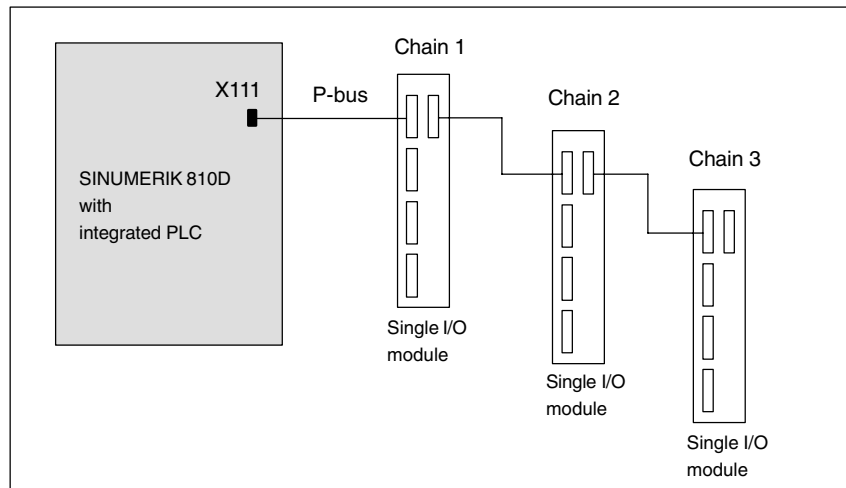 Chain 1
X111
P-bus
Chain 2
Chain 3
SINUMERIK 810D
with
integrated PLC
Single I/O
module
Single I/O
module
Single I/O
module